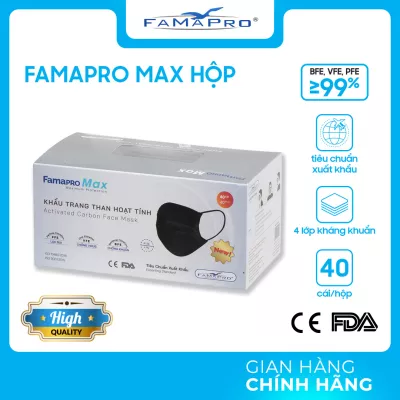 FAMAPRO®
FAMAPRO MAX HỘP
BFE, VFE, PFE
≥99%
tiêu chuẩn
xuất khẩu
4 lớp kháng khuẩn
40
cái/hộp
FAMAPRO Max
KHẨU TRANG THAN HOẠT TÍNH
Activated Carbon Face Mask
New!
CE FDA
Tiêu Chuẩn Xuất Khẩu
FAMAPRO
High
QUALITY
CE FDA
GIAN HÀNG
CHÍNH HÃNG